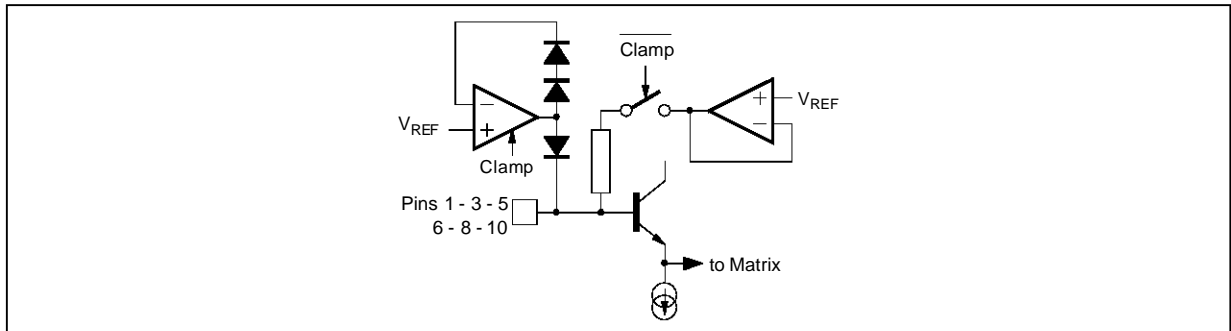 Clamp
V_REF
Clamp
+
−
V_REF
−
+
Pins 1 - 3 - 5
6 - 8 - 10
to Matrix